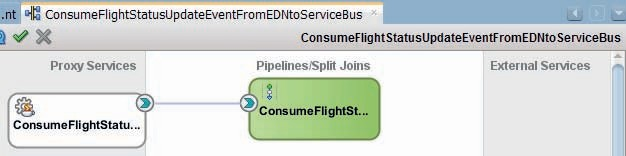 .nt ConsumeFlightStatusUpdateEventFromEDNtoServiceBus
ConsumeFlightStatusUpdateEventFromEDNtoServiceBus
Proxy Services Pipelines/Split Joins External Services
ConsumeFlightStatu... ConsumeFlightSt...